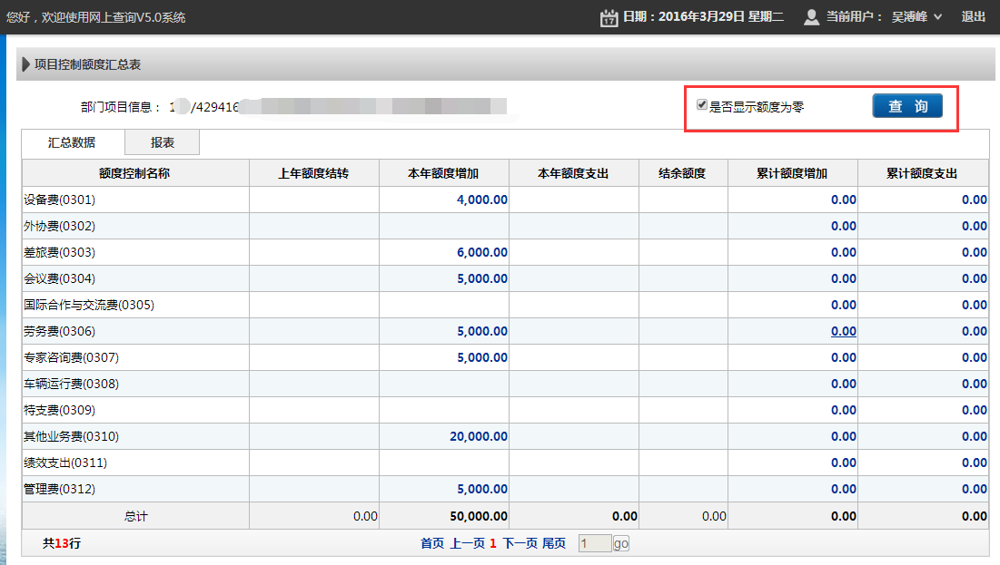 您好，欢迎使用网上查询V5.0系统
17 日期：2016年3月29日 星期二 当前用户： 吴溥峰 退出
项目控制额度汇总表
部门项目信息： 1 /429416 是否显示额度为零 查 询
汇总数据 报表
额度控制名称 上年额度结转 本年额度增加 本年额度支出 结余额度 累计额度增加 累计额度支出
设备费(0301) 4,000.00 0.00 0.00
外协费(0302) 0.00 0.00
差旅费(0303) 6,000.00 0.00 0.00
会议费(0304) 5,000.00 0.00 0.00
国际合作与交流费(0305) 0.00 0.00
劳务费(0306) 5,000.00 0.00 0.00
专家咨询费(0307) 5,000.00 0.00 0.00
车辆运行费(0308) 0.00 0.00
待支费(0309) 0.00 0.00
其他业务费(0310) 20,000.00 0.00 0.00
绩效支出(0311) 0.00 0.00
管理费(0312) 5,000.00 0.00 0.00
总计 0.00 50,000.00 0.00 0.00 0.00 0.00
共13行 首页 上一页 1 下一页 尾页 1 go